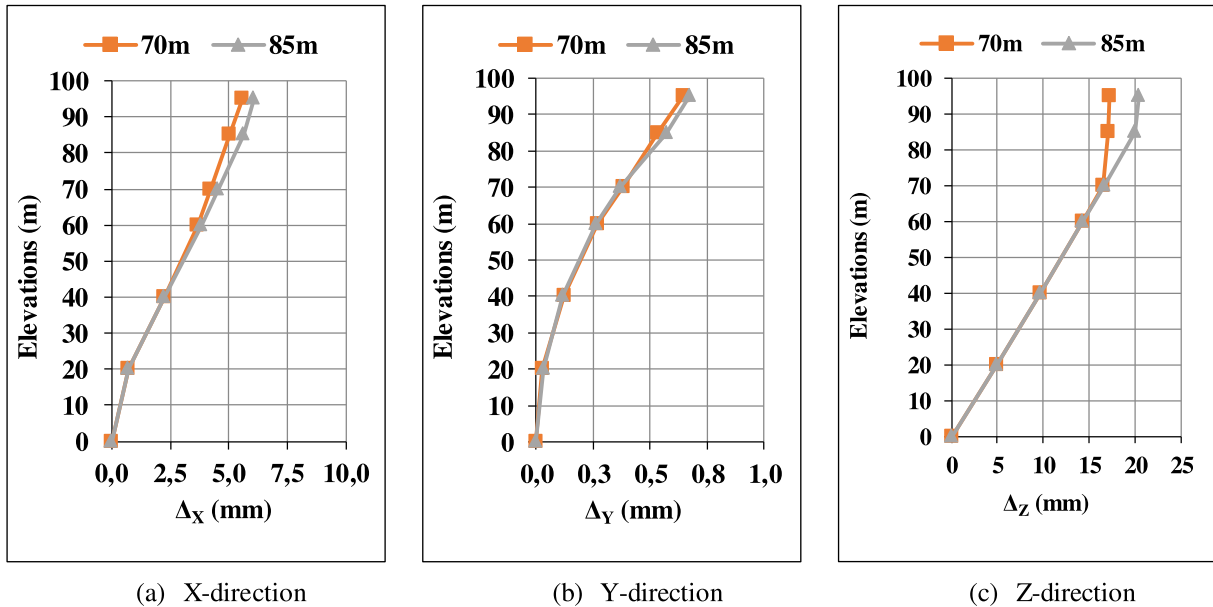 70m 85m
100
90
80
70
60
50
40
30
20
10
0
Elevations (m)
0,0 2,5 5,0 7,5 10,0
ΔX (mm)
(a) X-direction
70m 85m
100
90
80
70
60
50
40
30
20
10
0
Elevations (m)
0,0 0,3 0,5 0,8 1,0
ΔY (mm)
(b) Y-direction
70m 85m
100
90
80
70
60
50
40
30
20
10
0
Elevations (m)
0 5 10 15 20 25
ΔZ (mm)
(c) Z-direction